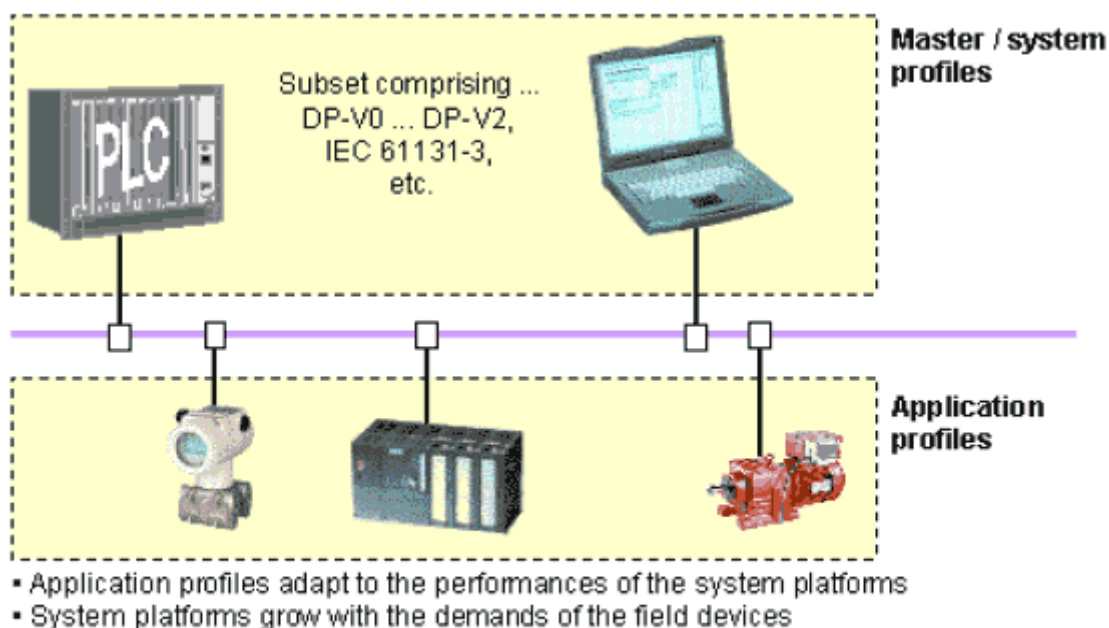 Master / system
profiles
Subset comprising ...
DP-V0 ... DP-V2,
IEC 61131-3,
etc.
PLC
Application
profiles
▪ Application profiles adapt to the performances of the system platforms
▪ System platforms grow with the demands of the field devices